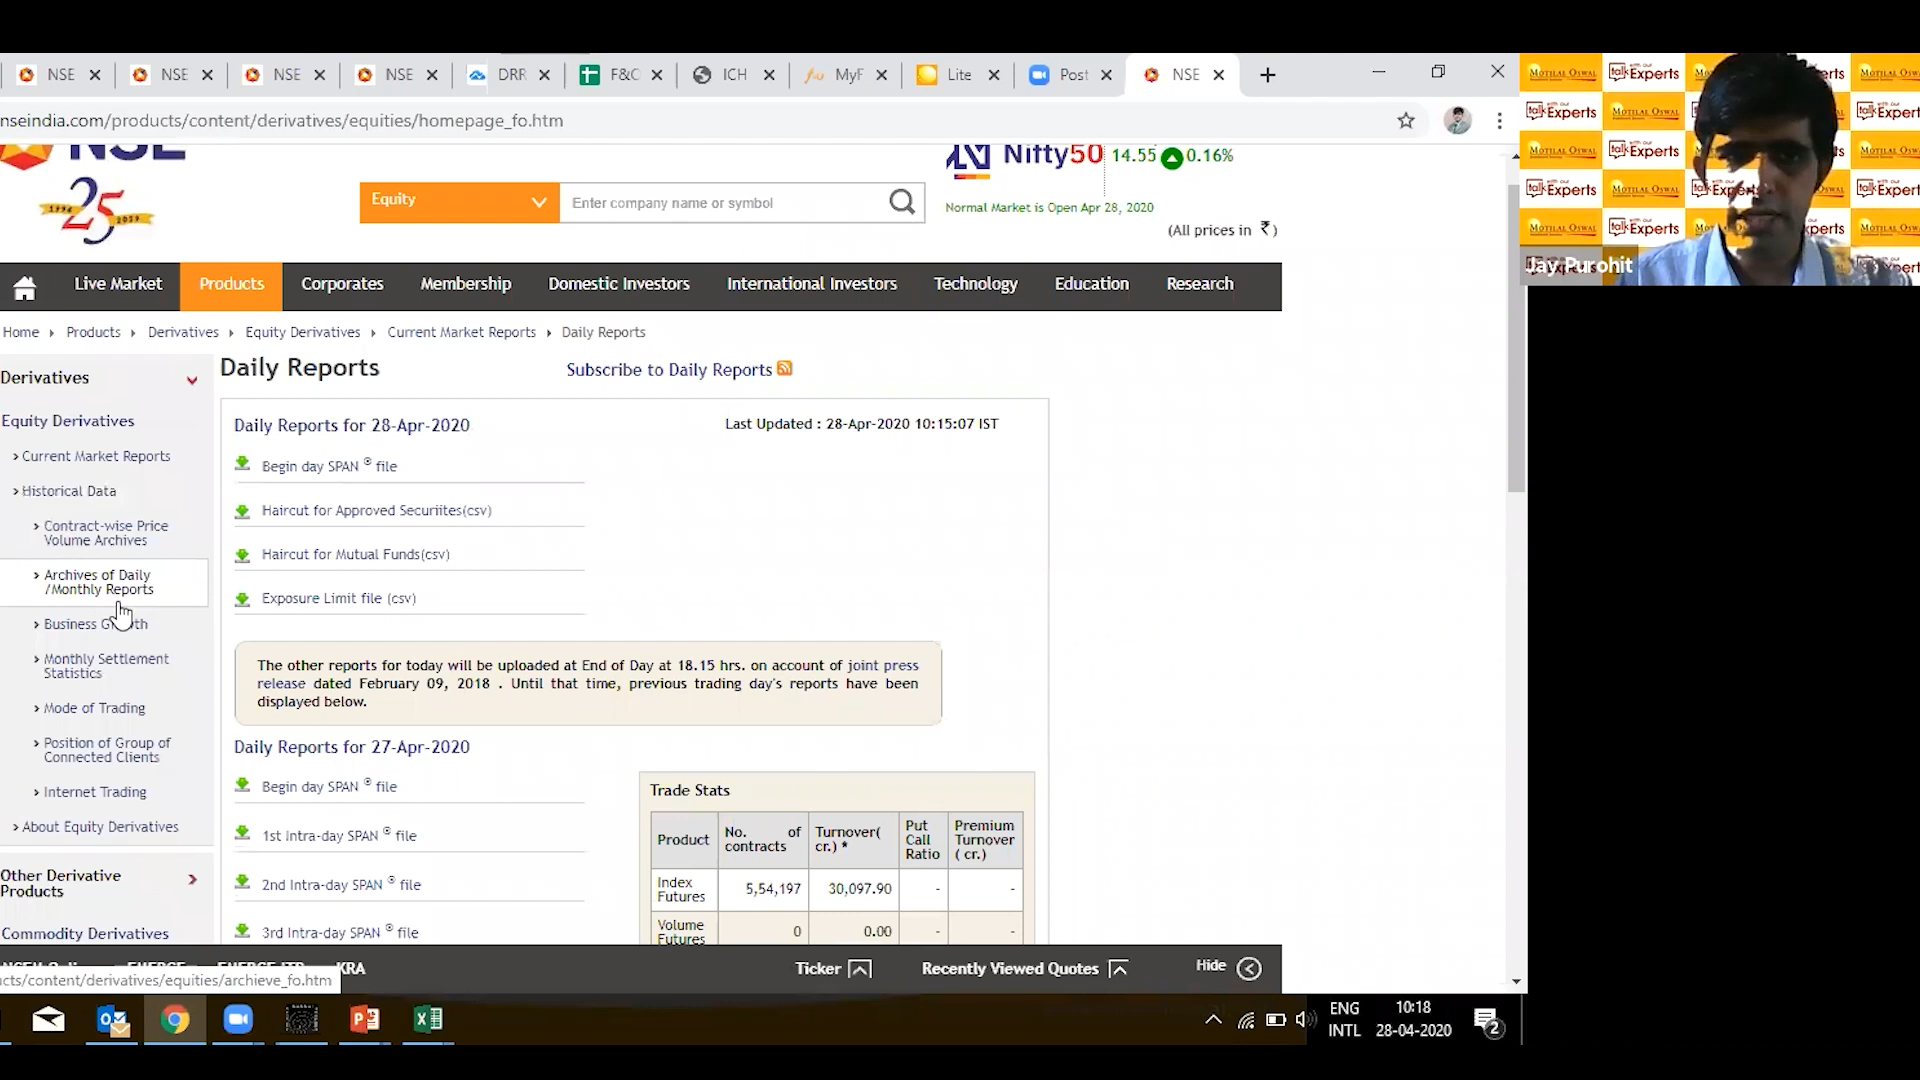 NSE
NSE
NSE
NSE
DRR
F&C
ICH
MyF
Lite
Post
NSE
nseindia.com/products/content/derivatives/equities/homepage_fo.htm
NSE
25
1994 2019
Equity
Enter company name or symbol
Nifty50
14.55 0.16%
Normal Market is Open Apr 28, 2020
(All prices in ₹)
Live Market
Products
Corporates
Membership
Domestic Investors
International Investors
Technology
Education
Research
Home
Products
Derivatives
Equity Derivatives
Current Market Reports
Daily Reports
Derivatives
Equity Derivatives
Current Market Reports
Historical Data
Contract-wise Price
Volume Archives
Archives of Daily
/Monthly Reports
Business
Monthly Settlement
Statistics
Mode of Trading
Position of Group of
Connected Clients
Internet Trading
About Equity Derivatives
Other Derivative
Products
Commodity Derivatives
Daily Reports
Subscribe to Daily Reports
Daily Reports for 28-Apr-2020
Last Updated : 28-Apr-2020 10:15:07 IST
Begin day SPAN ® file
Haircut for Approved Securiites(csv)
Haircut for Mutual Funds(csv)
Exposure Limit file (csv)
The other reports for today will be uploaded at End of Day at 18.15 hrs. on account of joint press
release dated February 09, 2018 . Until that time, previous trading day's reports have been
displayed below.
Daily Reports for 27-Apr-2020
Begin day SPAN ® file
1st Intra-day SPAN ® file
2nd Intra-day SPAN ® file
3rd Intra-day SPAN ® file
Trade Stats
Product
No. of
contracts
Turnover(
cr.) *
Put
Call
Ratio
Premium
Turnover
( cr.)
Index
Futures
5,54,197
30,097.90
-
-
Volume
Futures
0
0.00
-
-
KRA
Ticker
Recently Viewed Quotes
Hide
cts/content/derivatives/equities/archieve_fo.htm
ENG
INTL
10:18
28-04-2020
2
MOTILAL OSWAL
talk with our Experts
Jay Purohit